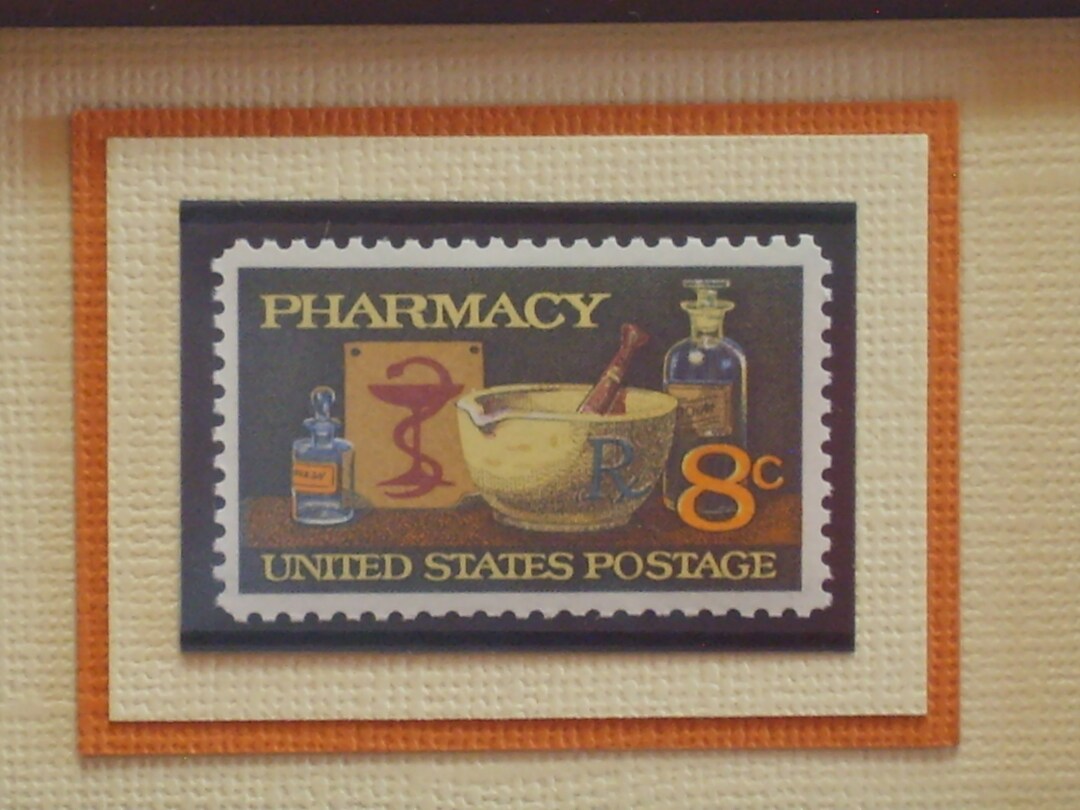 PHARMACY
R
8c
UNITED STATES POSTAGE